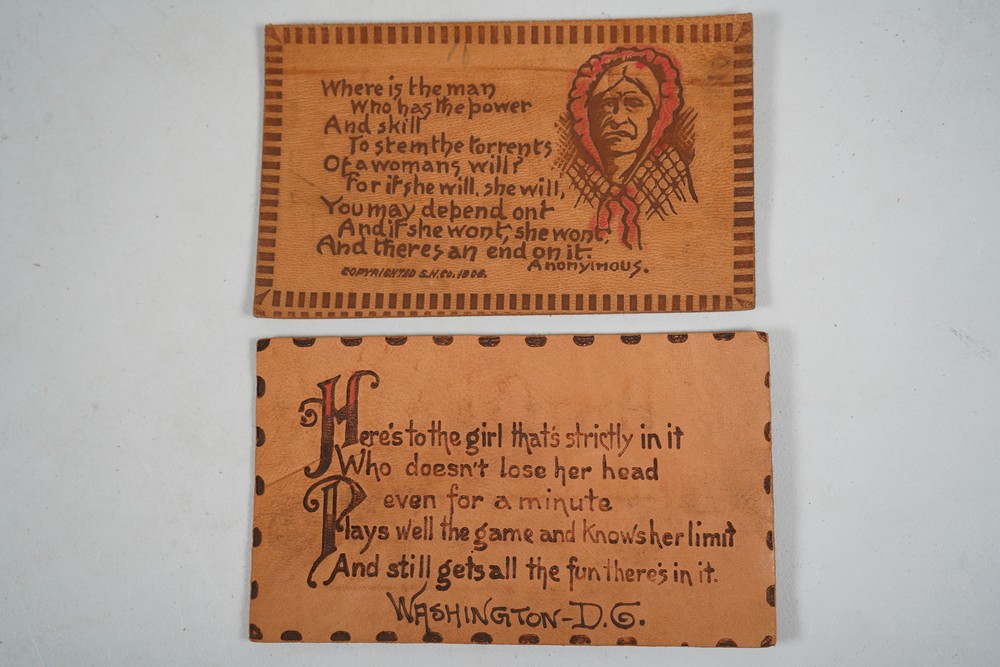 Where is the man
Who has the power
And skill
To stem the torrents
Of a womans will?
For if she will, she will,
You may depend ont
And if she wont, she wont,
And theres an end on it.
Anonymous.
COPYRIGHTED S.H.CO. 1906.
Here's to the girl that's strictly in it
Who doesn't lose her head
even for a minute
Plays well the game and Knows her limit
And still gets all the fun there's in it.
WASHINGTON-D.C.